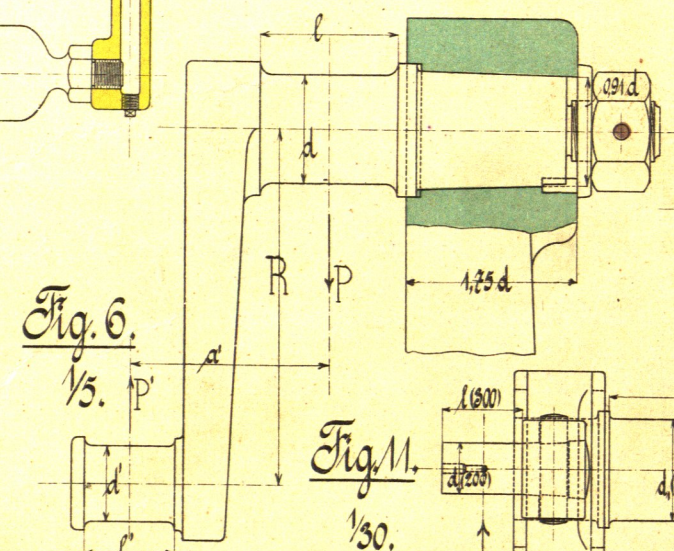 l
0,91 d
d
R
P
1,75 d
Fig. 6.
1/5.
a'
P'
d'
l'
Fig. 11.
1/30.
l (300)
d (200)
d,